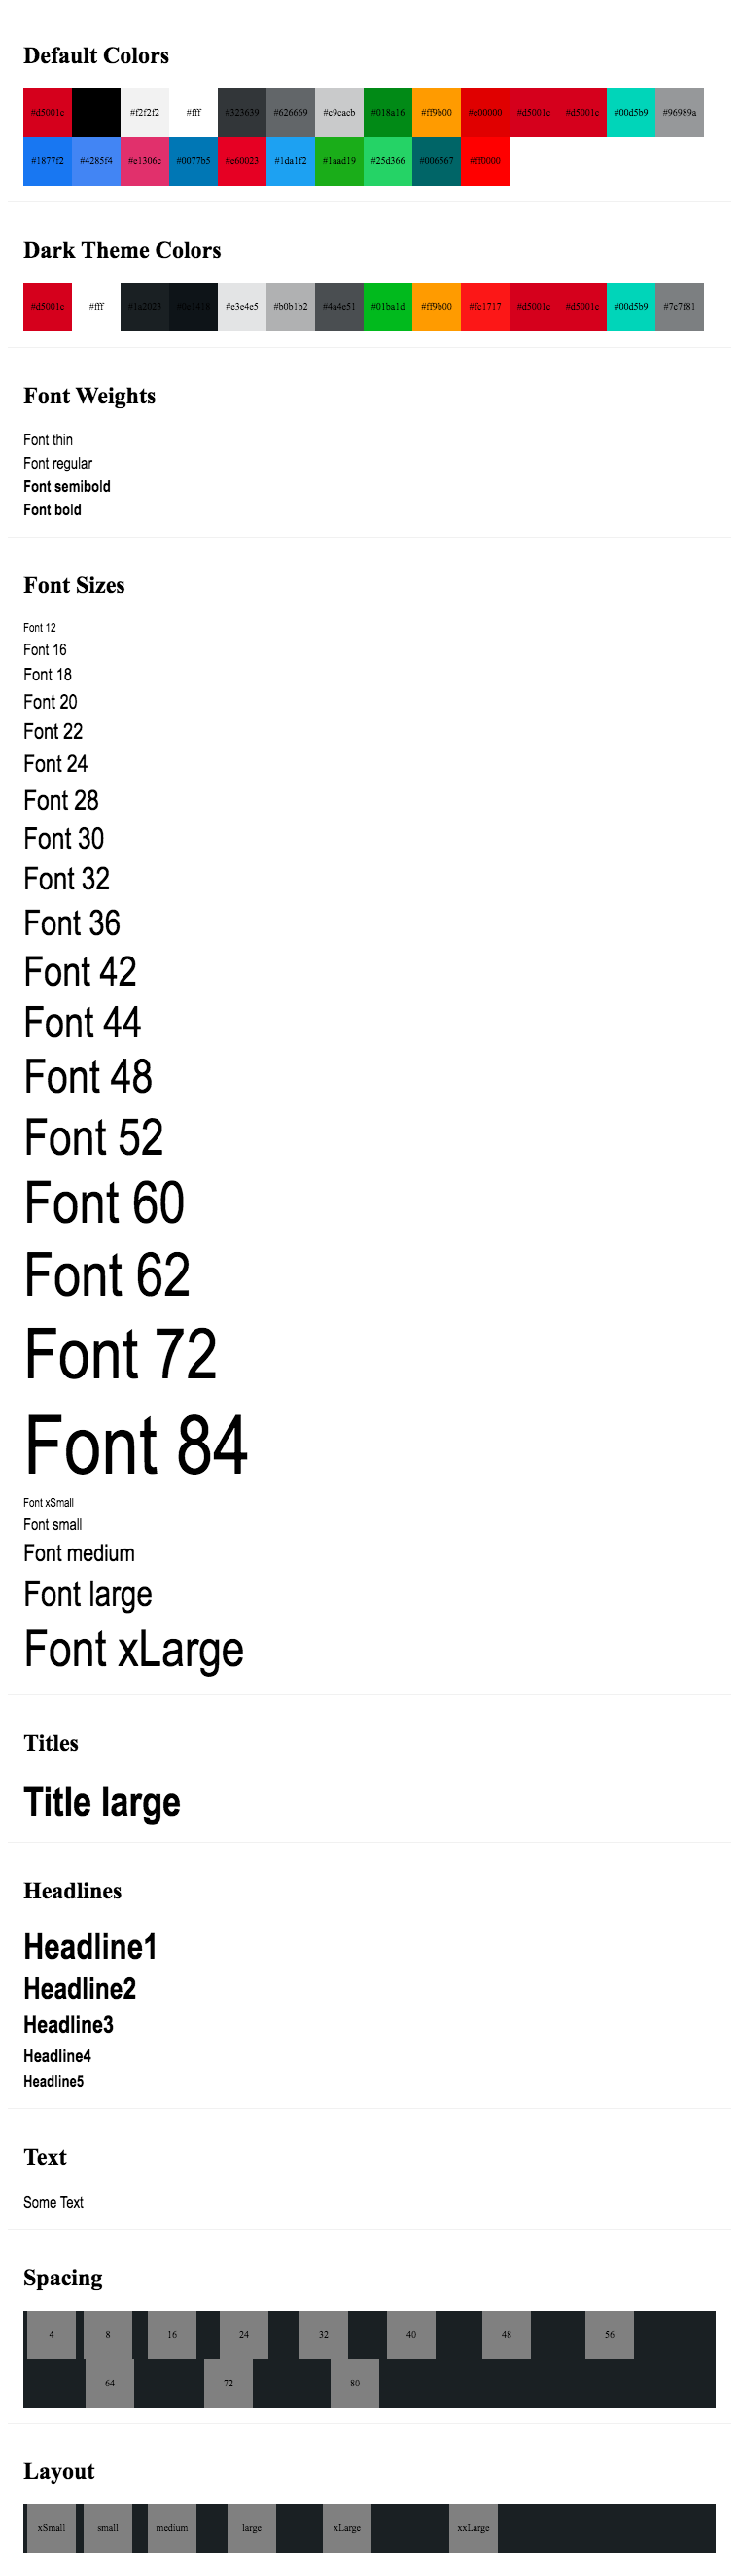 Default Colors
#d5001c #f2f2f2 #fff #323639 #626669 #c9cacb #018a16 #ff9b00 #e00000 #d5001c #d5001c #00d5b9 #96989a
#1877f2 #4285f4 #e1306c #0077b5 #e60023 #1da1f2 #1aad19 #25d366 #006567 #ff0000
Dark Theme Colors
#d5001c #fff #1a2023 #0e1418 #e3e4e5 #b0b1b2 #4a4e51 #01ba1d #ff9b00 #fc1717 #d5001c #d5001c #00d5b9 #7c7f81
Font Weights
Font thin
Font regular
Font semibold
Font bold
Font Sizes
Font 12
Font 16
Font 18
Font 20
Font 22
Font 24
Font 28
Font 30
Font 32
Font 36
Font 42
Font 44
Font 48
Font 52
Font 60
Font 62
Font 72
Font 84
Font xSmall
Font small
Font medium
Font large
Font xLarge
Titles
Title large
Headlines
Headline1
Headline2
Headline3
Headline4
Headline5
Text
Some Text
Spacing
4 8 16 24 32 40 48 56
64 72 80
Layout
xSmall small medium large xLarge xxLarge